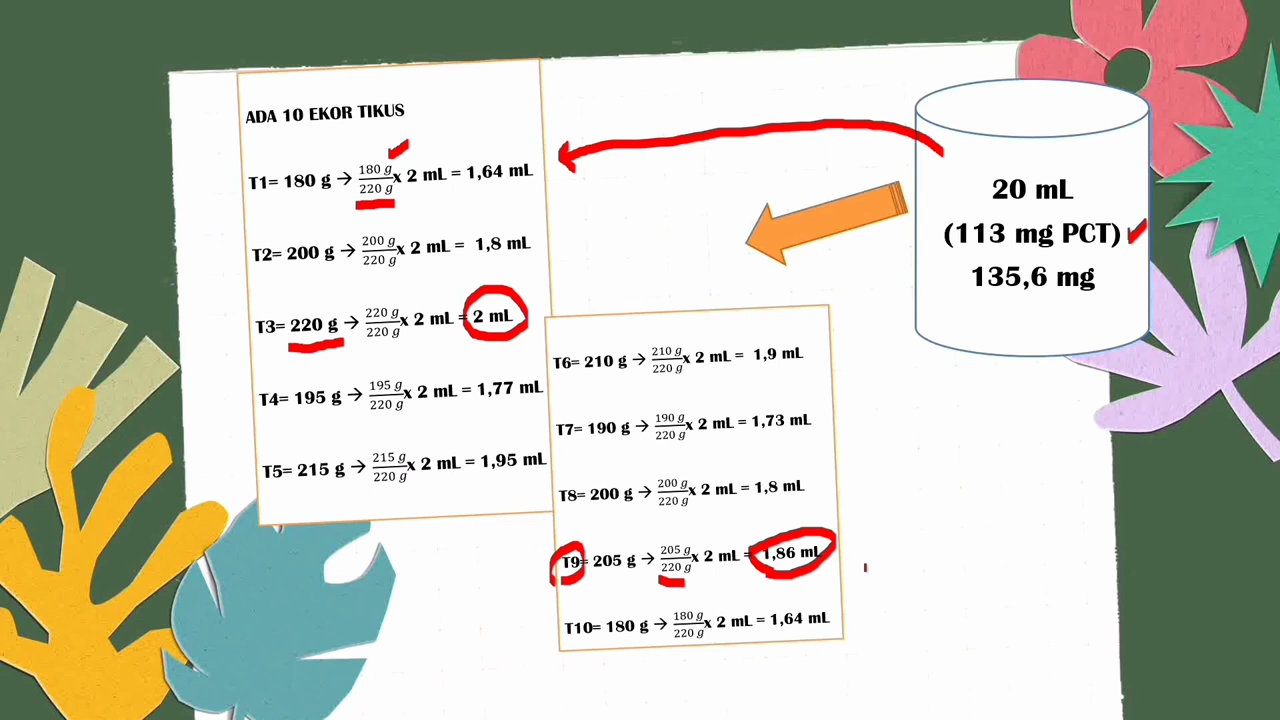 ADA 10 EKOR TIKUS
T1= 180 g → 180 g/220 g x 2 mL = 1,64 mL
T2= 200 g → 200 g/220 g x 2 mL = 1,8 mL
T3= 220 g → 220 g/220 g x 2 mL = 2 mL
T4= 195 g → 195 g/220 g x 2 mL = 1,77 mL
T5= 215 g → 215 g/220 g x 2 mL = 1,95 mL
T6= 210 g → 210 g/220 g x 2 mL = 1,9 mL
T7= 190 g → 190 g/220 g x 2 mL = 1,73 mL
T8= 200 g → 200 g/220 g x 2 mL = 1,8 mL
T9= 205 g → 205 g/220 g x 2 mL = 1,86 mL
T10= 180 g → 180 g/220 g x 2 mL = 1,64 mL
20 mL
(113 mg PCT)
135,6 mg